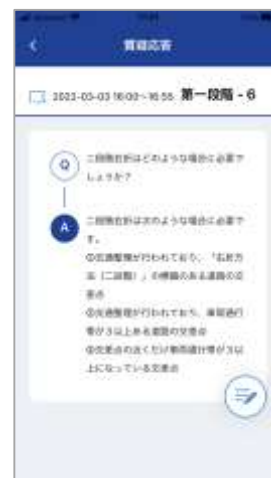 質疑応答
2023-03-03 16:00~16:55 第一段階 - 6
Q
二段階右折はどのような場合に必要で
しょうか?
A
二段階右折は次のような場合に必要で
す。
①交通整理が行われており、「右折方
法(二段階)」の標識のある道路の交
差点
②交通整理が行われており、車両通行
帯が3以上ある道路の交差点
③交差点の近くだけ車両通行帯が3以
上になっている交差点